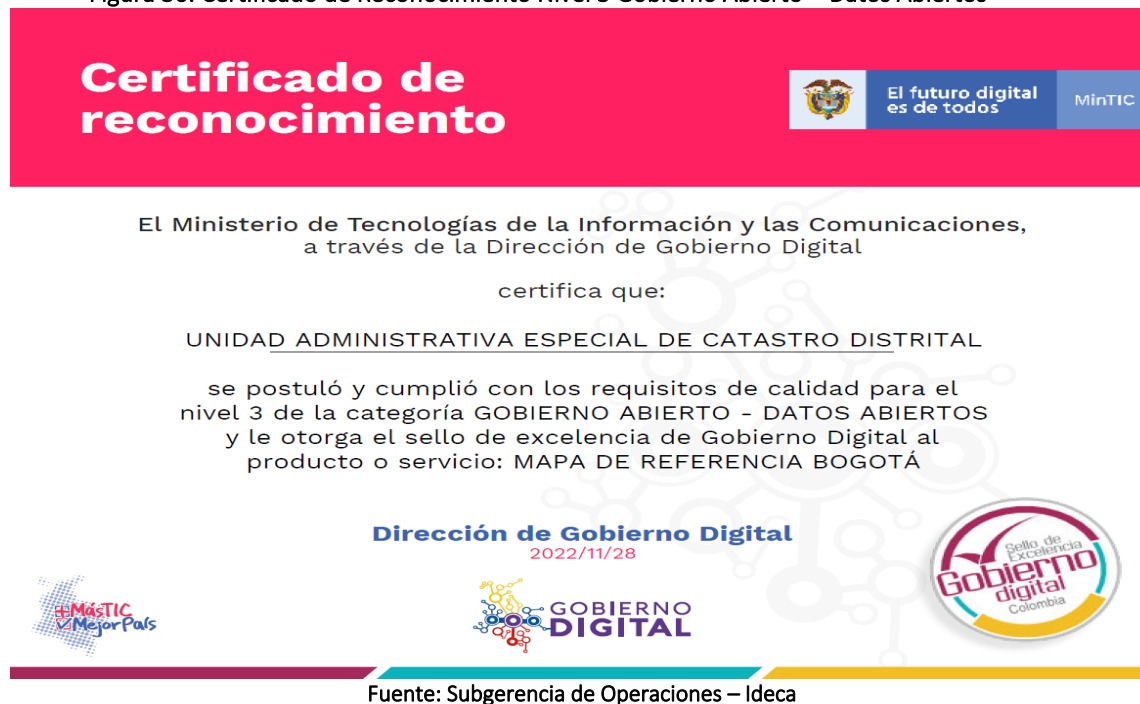 Certificado de
reconocimiento
El futuro digital
es de todos
MinTIC
El Ministerio de Tecnologías de la Información y las Comunicaciones,
a través de la Dirección de Gobierno Digital
certifica que:
UNIDAD ADMINISTRATIVA ESPECIAL DE CATASTRO DISTRITAL
se postuló y cumplió con los requisitos de calidad para el
nivel 3 de la categoría GOBIERNO ABIERTO - DATOS ABIERTOS
y le otorga el sello de excelencia de Gobierno Digital al
producto o servicio: MAPA DE REFERENCIA BOGOTÁ
Dirección de Gobierno Digital
2022/11/28
MásTIC
MejorPaís
GOBIERNO
DIGITAL
Sello de
Excelencia
Gobierno
digital
Colombia
Fuente: Subgerencia de Operaciones – Ideca